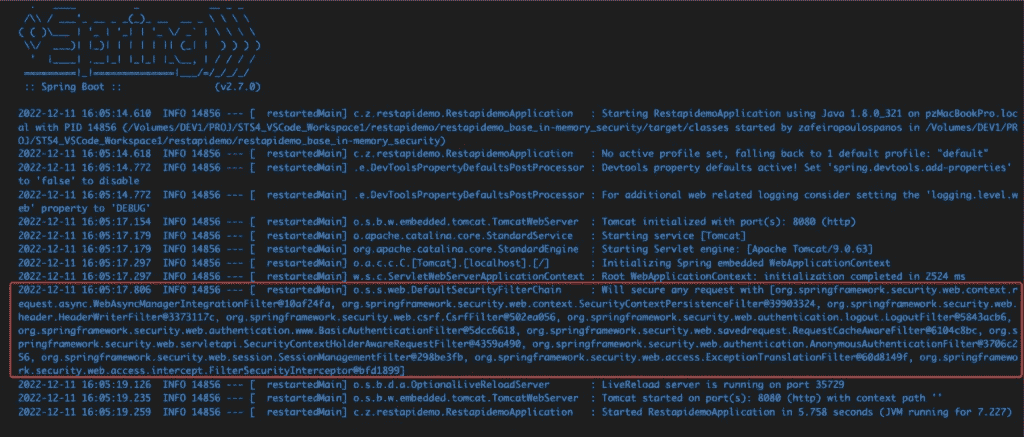 :: Spring Boot ::                (v2.7.0)
2022-12-11 16:05:14.610  INFO 14856 --- [  restartedMain] c.z.restapidemo.RestapidemoApplication   : Starting RestapidemoApplication using Java 1.8.0_321 on pzMacBookPro.loc
al with PID 14856 (/Volumes/DEV1/PROJ/STS4_VSCode_Workspace1/restapidemo/restapidemo_base_in-memory_security/target/classes started by zafeiropoulospanos in /Volumes/DEV1/PR
OJ/STS4_VSCode_Workspace1/restapidemo/restapidemo_base_in-memory_security)
2022-12-11 16:05:14.618  INFO 14856 --- [  restartedMain] c.z.restapidemo.RestapidemoApplication   : No active profile set, falling back to 1 default profile: "default"
2022-12-11 16:05:14.772  INFO 14856 --- [  restartedMain] .e.DevToolsPropertyDefaultsPostProcessor : Devtools property defaults active! Set 'spring.devtools.add-properties'
to 'false' to disable
2022-12-11 16:05:14.772  INFO 14856 --- [  restartedMain] .e.DevToolsPropertyDefaultsPostProcessor : For additional web related logging consider setting the 'logging.level.w
eb' property to 'DEBUG'
2022-12-11 16:05:17.154  INFO 14856 --- [  restartedMain] o.s.b.w.embedded.tomcat.TomcatWebServer  : Tomcat initialized with port(s): 8080 (http)
2022-12-11 16:05:17.179  INFO 14856 --- [  restartedMain] o.apache.catalina.core.StandardService   : Starting service [Tomcat]
2022-12-11 16:05:17.179  INFO 14856 --- [  restartedMain] org.apache.catalina.core.StandardEngine  : Starting Servlet engine: [Apache Tomcat/9.0.63]
2022-12-11 16:05:17.297  INFO 14856 --- [  restartedMain] o.a.c.c.C.[Tomcat].[localhost].[/]       : Initializing Spring embedded WebApplicationContext
2022-12-11 16:05:17.297  INFO 14856 --- [  restartedMain] w.s.c.ServletWebServerApplicationContext : Root WebApplicationContext: initialization completed in 2524 ms
2022-12-11 16:05:17.806  INFO 14856 --- [  restartedMain] o.s.s.web.DefaultSecurityFilterChain     : Will secure any request with [org.springframework.security.web.context.r
equest.async.WebAsyncManagerIntegrationFilter@10af24fa, org.springframework.security.web.context.SecurityContextPersistenceFilter@39903324, org.springframework.security.web.
header.HeaderWriterFilter@3373117c, org.springframework.security.web.csrf.CsrfFilter@502ea056, org.springframework.security.web.authentication.logout.LogoutFilter@5843acb6,
org.springframework.security.web.authentication.www.BasicAuthenticationFilter@5dcc6618, org.springframework.security.web.savedrequest.RequestCacheAwareFilter@6104c8bc, org.s
pringframework.security.web.servletapi.SecurityContextHolderAwareRequestFilter@4359a490, org.springframework.security.web.authentication.AnonymousAuthenticationFilter@3706c2
56, org.springframework.security.web.session.SessionManagementFilter@298be3fb, org.springframework.security.web.access.ExceptionTranslationFilter@60d8149f, org.springframewo
rk.security.web.access.intercept.FilterSecurityInterceptor@bfd1899]
2022-12-11 16:05:19.126  INFO 14856 --- [  restartedMain] o.s.b.d.a.OptionalLiveReloadServer       : LiveReload server is running on port 35729
2022-12-11 16:05:19.235  INFO 14856 --- [  restartedMain] o.s.b.w.embedded.tomcat.TomcatWebServer  : Tomcat started on port(s): 8080 (http) with context path ''
2022-12-11 16:05:19.259  INFO 14856 --- [  restartedMain] c.z.restapidemo.RestapidemoApplication   : Started RestapidemoApplication in 5.758 seconds (JVM running for 7.227)